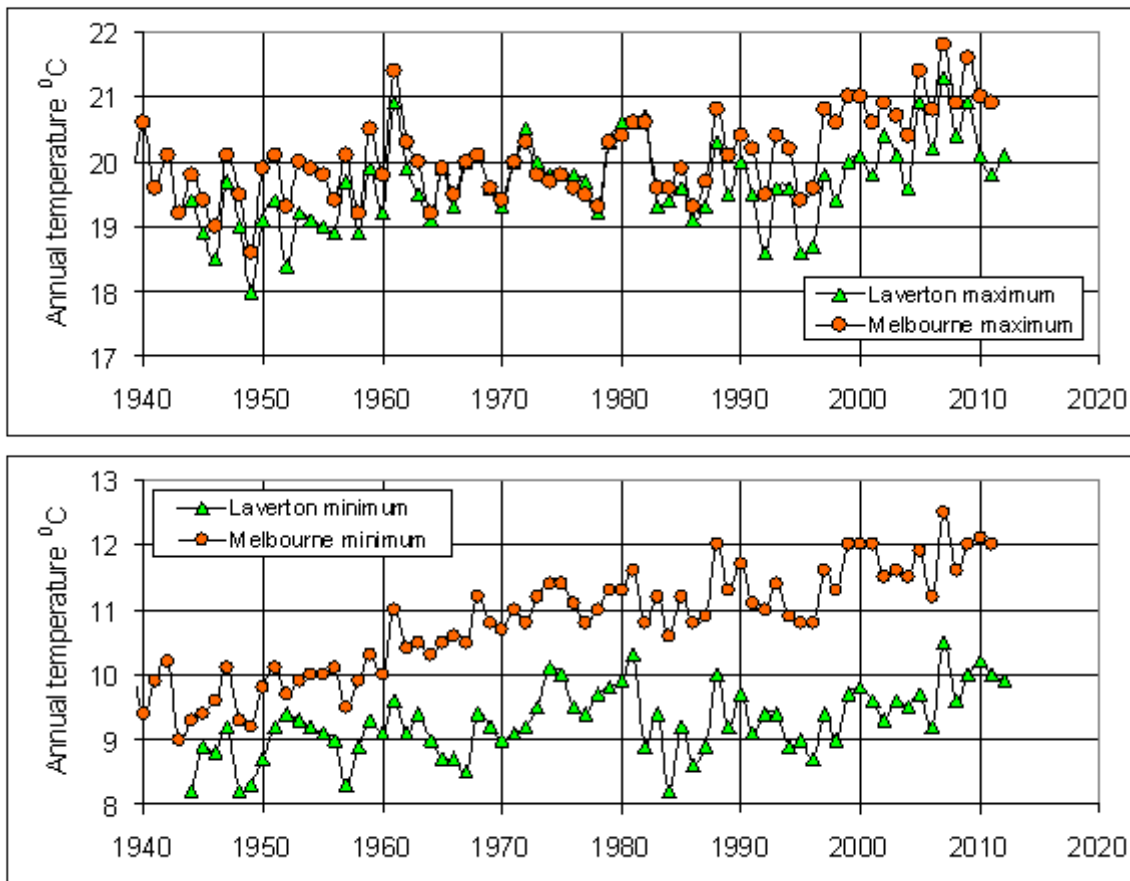 Annual temperature ⁰C
22
21
20
19
18
17
1940 1950 1960 1970 1980 1990 2000 2010 2020
Laverton maximum
Melbourne maximum
Annual temperature ⁰C
13
12
11
10
9
8
1940 1950 1960 1970 1980 1990 2000 2010 2020
Laverton minimum
Melbourne minimum